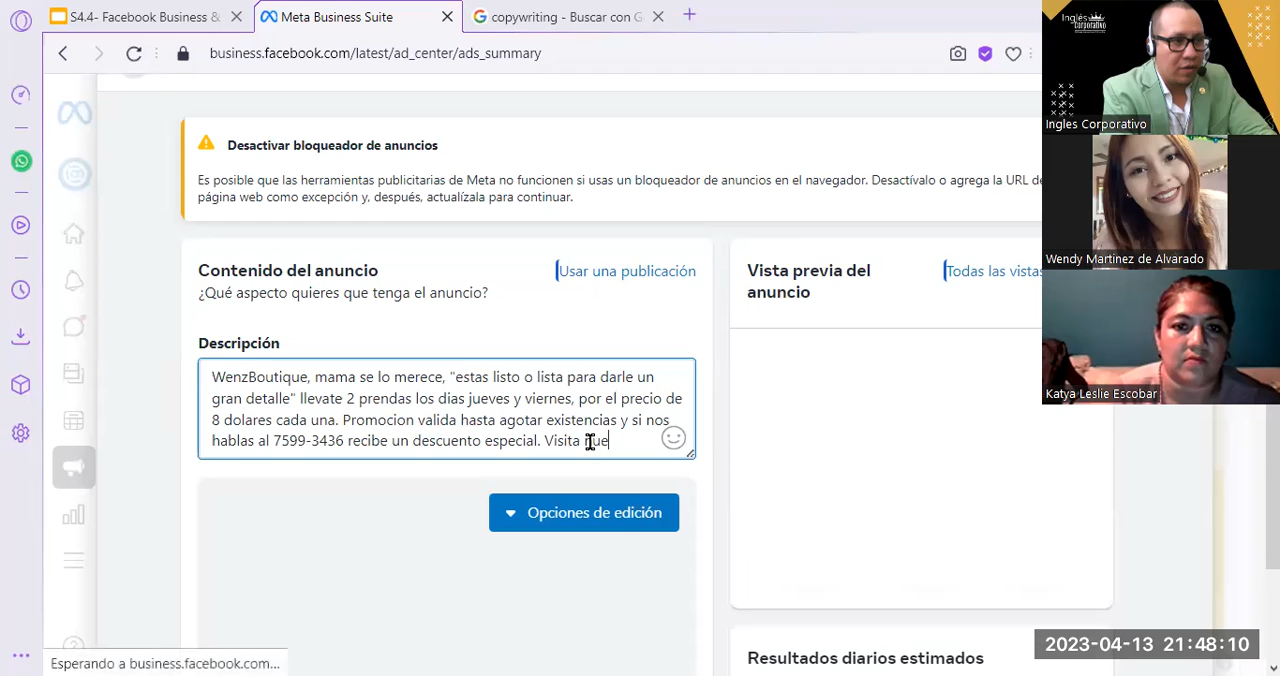 S4.4- Facebook Business &
Meta Business Suite
copywriting - Buscar con G
business.facebook.com/latest/ad_center/ads_summary
Inglés
Corporativo
Ingles Corporativo
Desactivar bloqueador de anuncios
Es posible que las herramientas publicitarias de Meta no funcionen si usas un bloqueador de anuncios en el navegador. Desactívalo o agrega la URL de
página web como excepción y, después, actualízala para continuar.
Wendy Martinez de Alvarado
Contenido del anuncio
Usar una publicación
¿Qué aspecto quieres que tenga el anuncio?
Vista previa del
anuncio
Todas las vistas
Descripción
WenzBoutique, mama se lo merece, "estas listo o lista para darle un
gran detalle" llevate 2 prendas los dias jueves y viernes, por el precio de
8 dolares cada una. Promocion valida hasta agotar existencias y si nos
hablas al 7599-3436 recibe un descuento especial. Visita nue
Katya Leslie Escobar
Opciones de edición
Resultados diarios estimados
2023-04-13 21:48:10
Esperando a business.facebook.com...